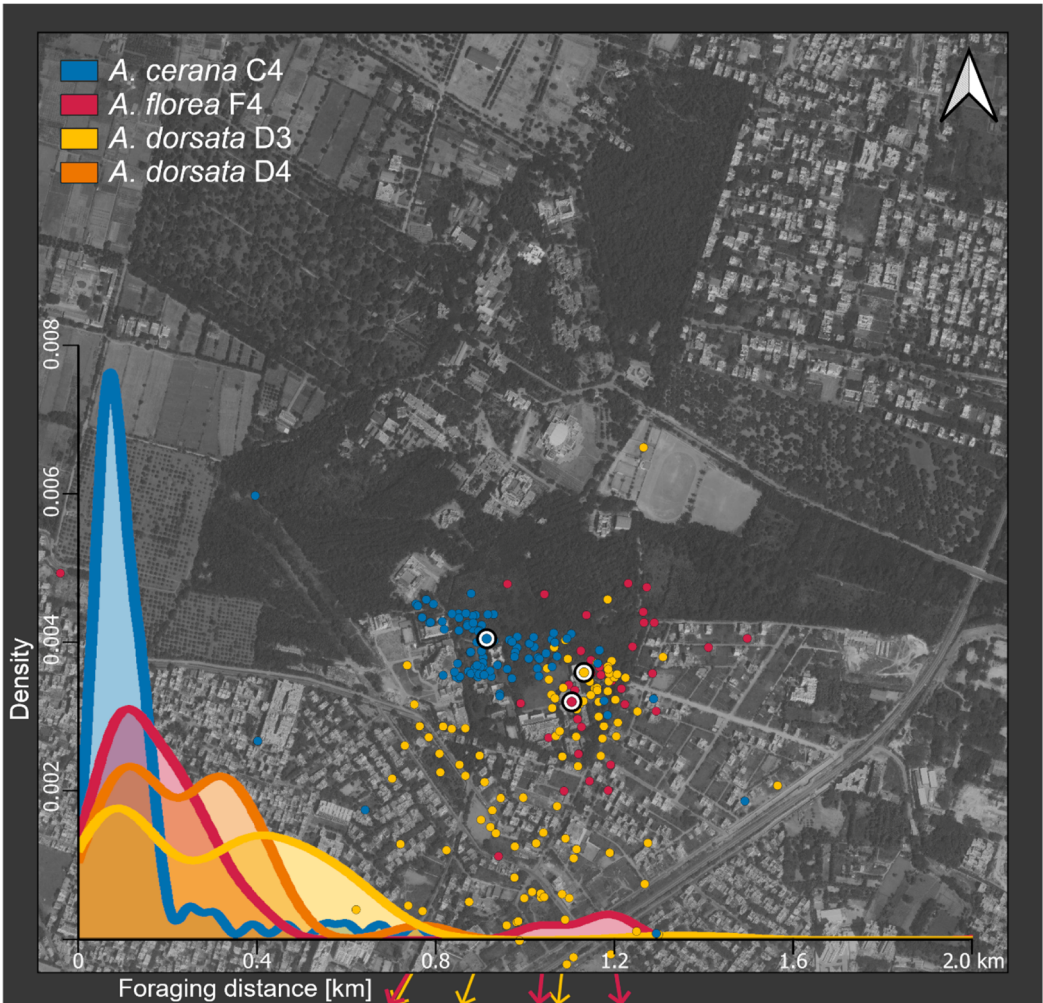 A. cerana C4
A. florea F4
A. dorsata D3
A. dorsata D4
0.008
0.006
0.004
0.002
Density
0 0.4 0.8 1.2 1.6 2.0 km
Foraging distance [km]